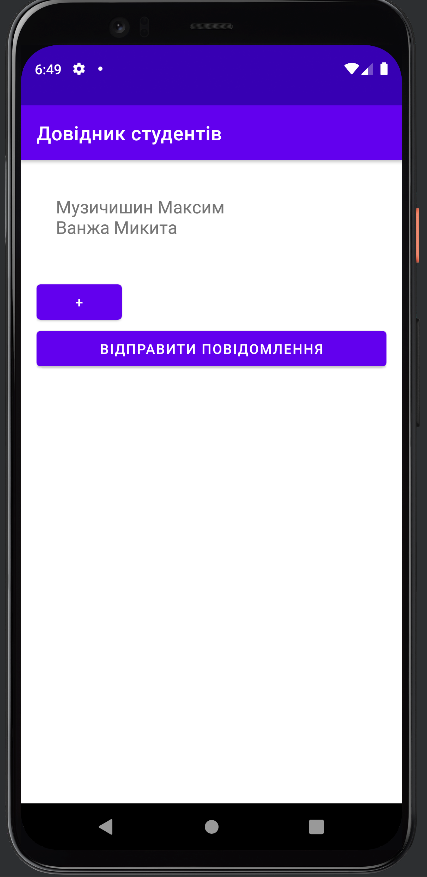 6:49
Довідник студентів
Музичишин Максим
Ванжа Микита
+
ВІДПРАВИТИ ПОВІДОМЛЕННЯ